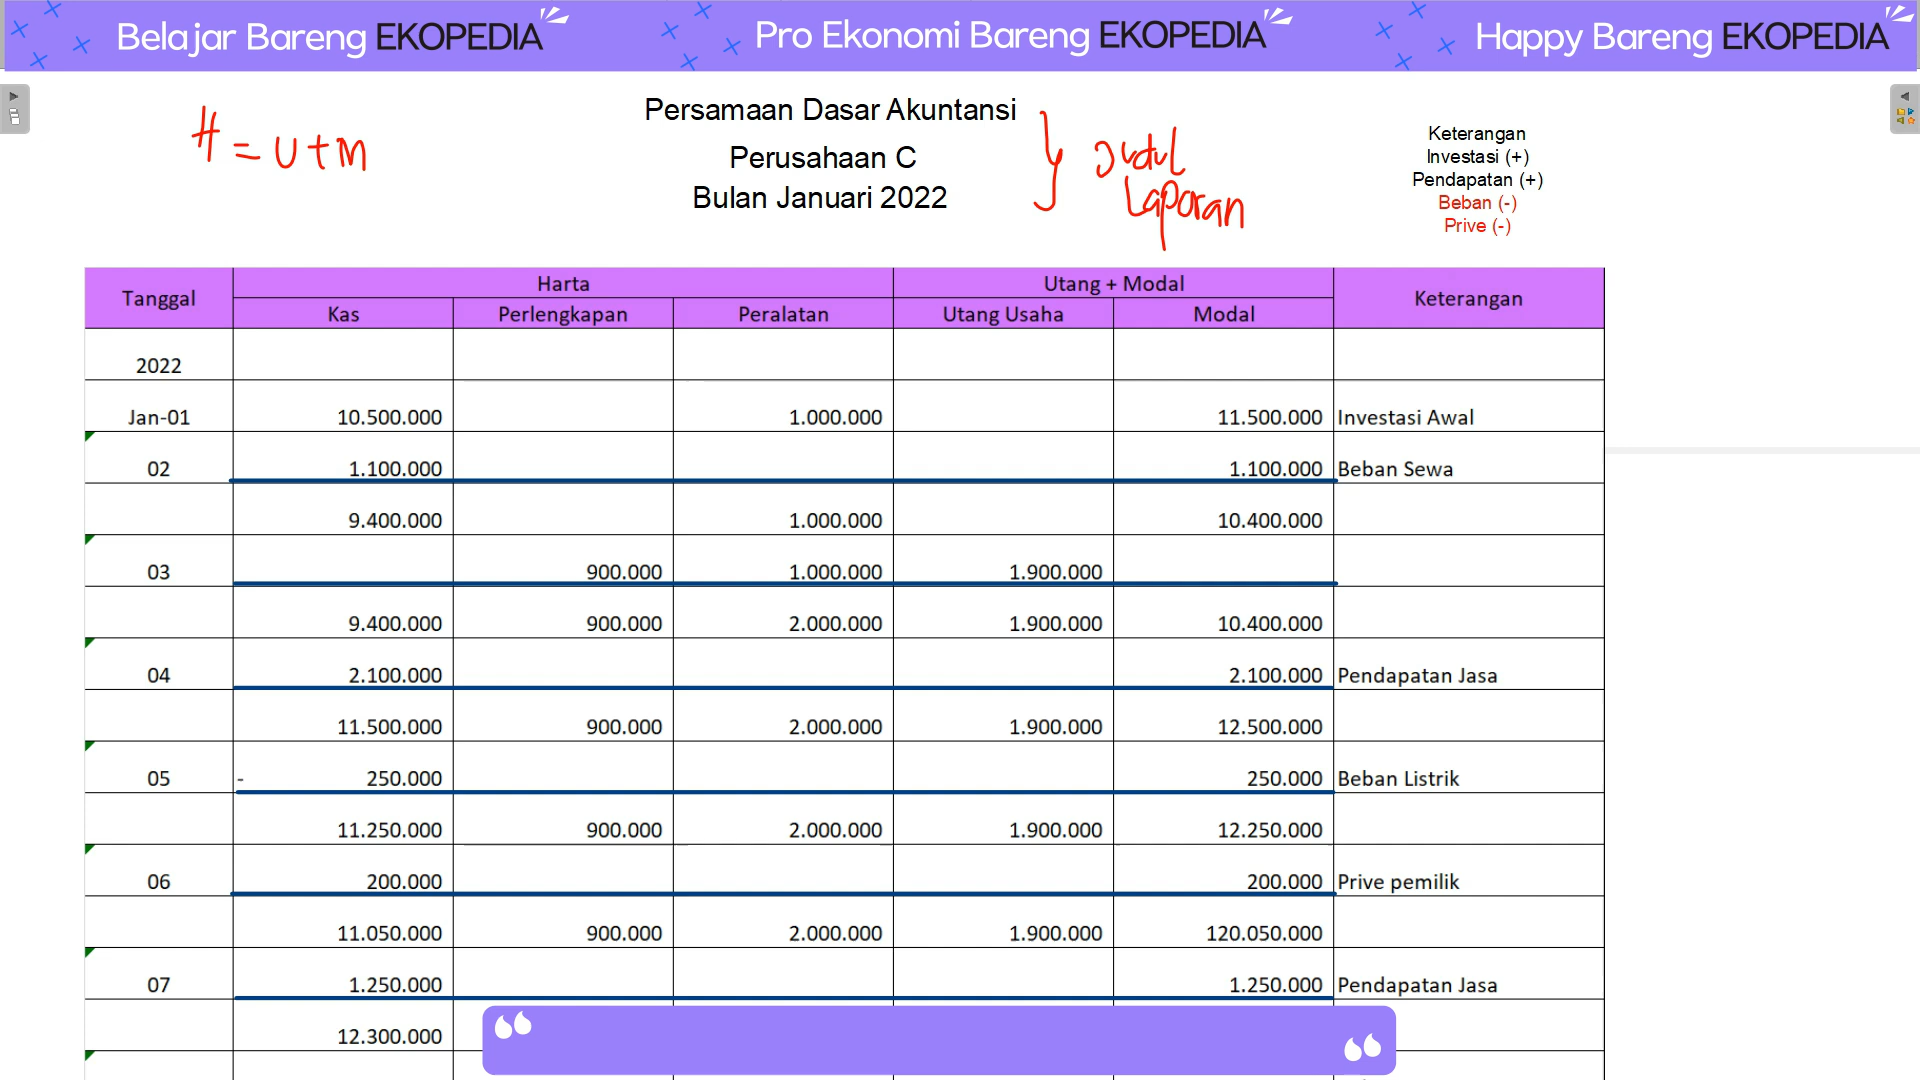 Belajar Bareng EKOPEDIA Pro Ekonomi Bareng EKOPEDIA Happy Bareng EKOPEDIA
H = U + M
Persamaan Dasar Akuntansi
Perusahaan C
Bulan Januari 2022
Judul
Laporan
Keterangan
Investasi (+)
Pendapatan (+)
Beban (-)
Prive (-)
Tanggal Harta Utang + Modal Keterangan
Kas Perlengkapan Peralatan Utang Usaha Modal
2022
Jan-01 10.500.000 1.000.000 11.500.000 Investasi Awal
02 1.100.000 1.100.000 Beban Sewa
9.400.000 1.000.000 10.400.000
03 900.000 1.000.000 1.900.000
9.400.000 900.000 2.000.000 1.900.000 10.400.000
04 2.100.000 2.100.000 Pendapatan Jasa
11.500.000 900.000 2.000.000 1.900.000 12.500.000
05 - 250.000 250.000 Beban Listrik
11.250.000 900.000 2.000.000 1.900.000 12.250.000
06 200.000 200.000 Prive pemilik
11.050.000 900.000 2.000.000 1.900.000 120.050.000
07 1.250.000 1.250.000 Pendapatan Jasa
12.300.000